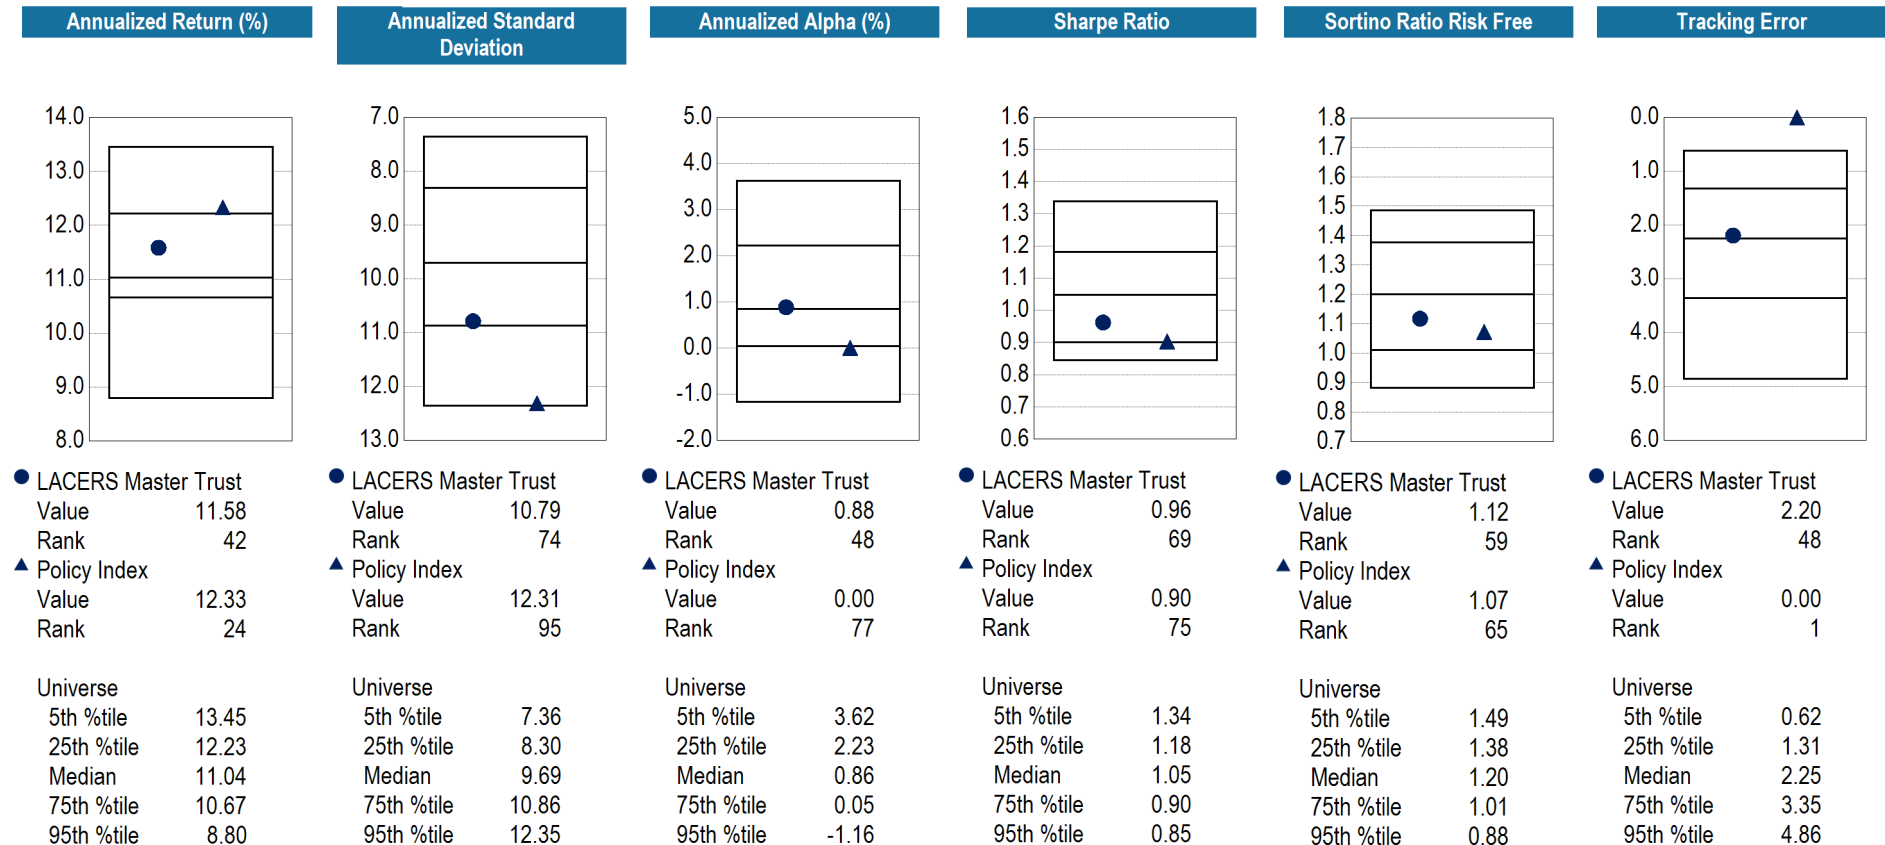 Annualized Return (%)
14.0
13.0
12.0
11.0
10.0
9.0
8.0
LACERS Master Trust
Value 11.58
Rank 42
Policy Index
Value 12.33
Rank 24
Universe
5th %tile 13.45
25th %tile 12.23
Median 11.04
75th %tile 10.67
95th %tile 8.80
Annualized Standard
Deviation
7.0
8.0
9.0
10.0
11.0
12.0
13.0
LACERS Master Trust
Value 10.79
Rank 74
Policy Index
Value 12.31
Rank 95
Universe
5th %tile 7.36
25th %tile 8.30
Median 9.69
75th %tile 10.86
95th %tile 12.35
Annualized Alpha (%)
5.0
4.0
3.0
2.0
1.0
0.0
-1.0
-2.0
LACERS Master Trust
Value 0.88
Rank 48
Policy Index
Value 0.00
Rank 77
Universe
5th %tile 3.62
25th %tile 2.23
Median 0.86
75th %tile 0.05
95th %tile -1.16
Sharpe Ratio
1.6
1.5
1.4
1.3
1.2
1.1
1.0
0.9
0.8
0.7
0.6
LACERS Master Trust
Value 0.96
Rank 69
Policy Index
Value 0.90
Rank 75
Universe
5th %tile 1.34
25th %tile 1.18
Median 1.05
75th %tile 0.90
95th %tile 0.85
Sortino Ratio Risk Free
1.8
1.7
1.6
1.5
1.4
1.3
1.2
1.1
1.0
0.9
0.8
0.7
LACERS Master Trust
Value 1.12
Rank 59
Policy Index
Value 1.07
Rank 65
Universe
5th %tile 1.49
25th %tile 1.38
Median 1.20
75th %tile 1.01
95th %tile 0.88
Tracking Error
0.0
1.0
2.0
3.0
4.0
5.0
6.0
LACERS Master Trust
Value 2.20
Rank 48
Policy Index
Value 0.00
Rank 1
Universe
5th %tile 0.62
25th %tile 1.31
Median 2.25
75th %tile 3.35
95th %tile 4.86